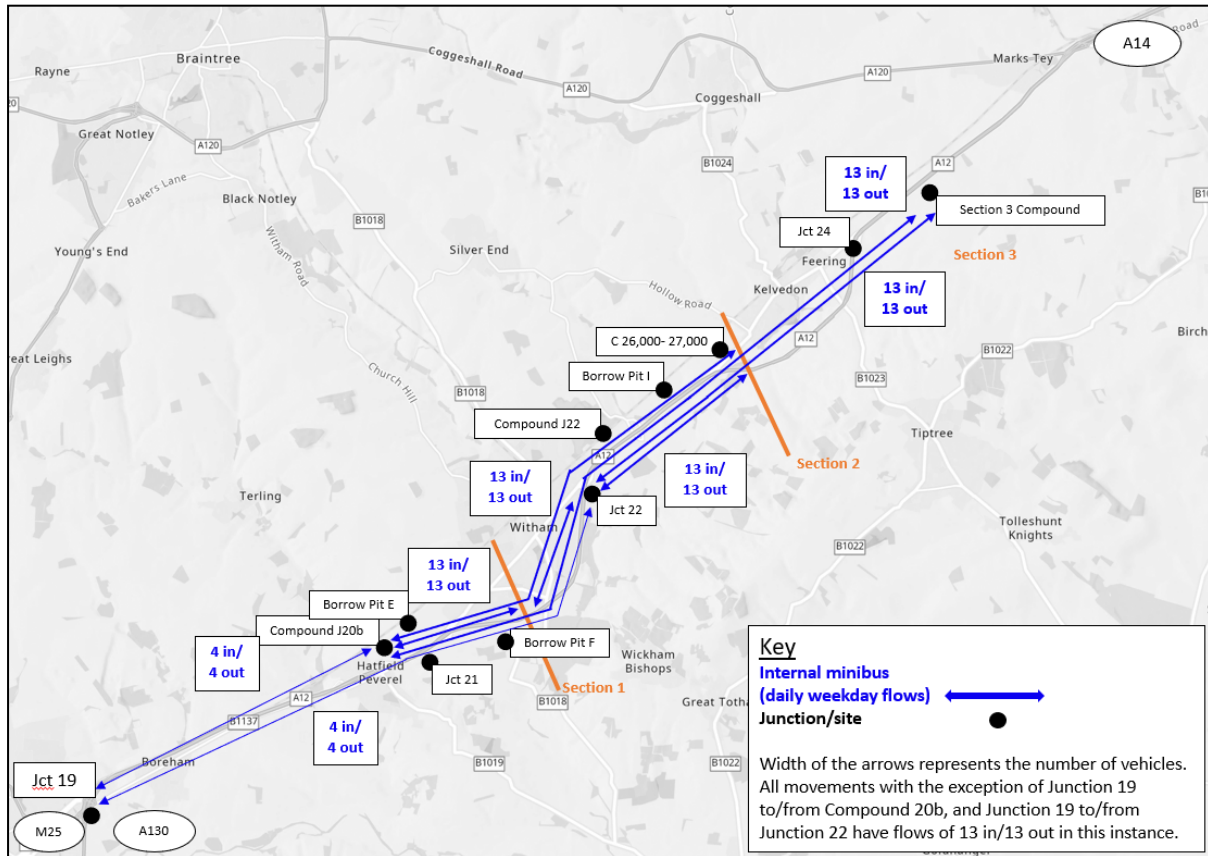 A14
Road
Marks Tey
Braintree
Coggeshall Road
Rayne
A120
A120
Coggeshall
20
Great Notley
A120
B1024
13 in/
13 out
A12
B1
Bakers Lane
Black Notley
Witham Road
B1018
Section 3 Compound
Jct 24
Young's End
Silver End
Feering
Section 3
Hollow Road
Kelvedon
13 in/
13 out
C 26,000- 27,000
A12
Birch
B1022
reat Leighs
Borrow Pit I
B1023
Church Hill
B1018
Compound J22
Tiptree
A12
Section 2
13 in/
13 out
13 in/
13 out
Terling
Jct 22
Witham
Tolleshunt
Knights
B1022
13 in/
13 out
Borrow Pit E
Compound J20b
Borrow Pit F
4 in/
4 out
Hatfield
Peverel
Jct 21
Wickham
Bishops
Section 1
A12
B1018
Great Totha
B1137
4 in/
4 out
Boreham
B1019
B1022
Jct 19
M25
A130
Key
Internal minibus
(daily weekday flows)
Junction/site
Width of the arrows represents the number of vehicles.
All movements with the exception of Junction 19
to/from Compound 20b, and Junction 19 to/from
Junction 22 have flows of 13 in/13 out in this instance.